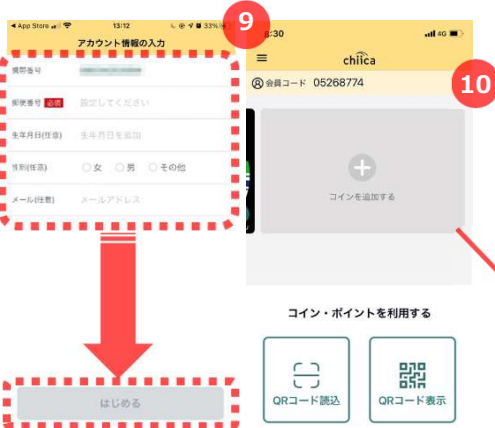 App Store
13:12
33%
9
アカウント情報の入力
携帯番号
郵便番号 必須 設定してください
生年月日(任意) 生年月日を追加
性別(任意) 女 男 その他
メール(任意) メールアドレス
はじめる
8:30
4G
chiica
会員コード 05268774
10
コインを追加する
コイン・ポイントを利用する
QRコード読込
QRコード表示